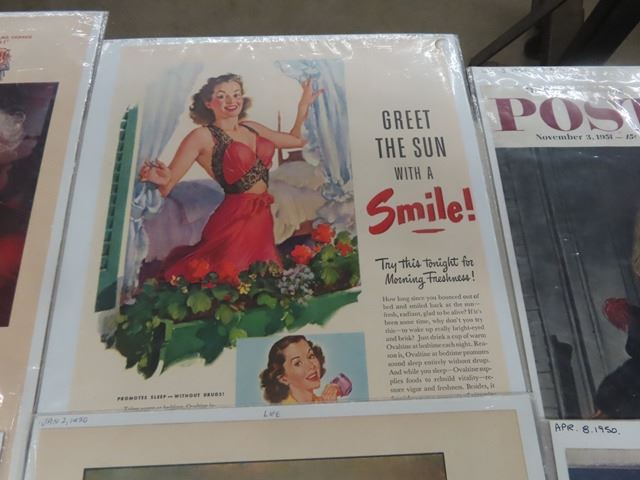 GREET
THE SUN
WITH A
Smile!
Try this tonight for
Morning Freshness!
How long since you bounced out of
bed and smiled back at the sun—
fresh, radiant, glad to be alive? If it's
been some time, why don't you try
this—to wake up really bright-eyed
and brisk? Just drink a cup of warm
Ovaltine at bedtime each night. Rea-
son is, Ovaltine at bedtime promotes
sound sleep entirely without drugs.
And while you sleep—Ovaltine sup-
plies foods to rebuild vitality—re-
store vigor and freshness. Besides, it
PROMOTES SLEEP—WITHOUT DRUGS!
POST
November 3, 1951 – 15¢
JAN 2, 1950
LIFE
APR. 8. 1950.